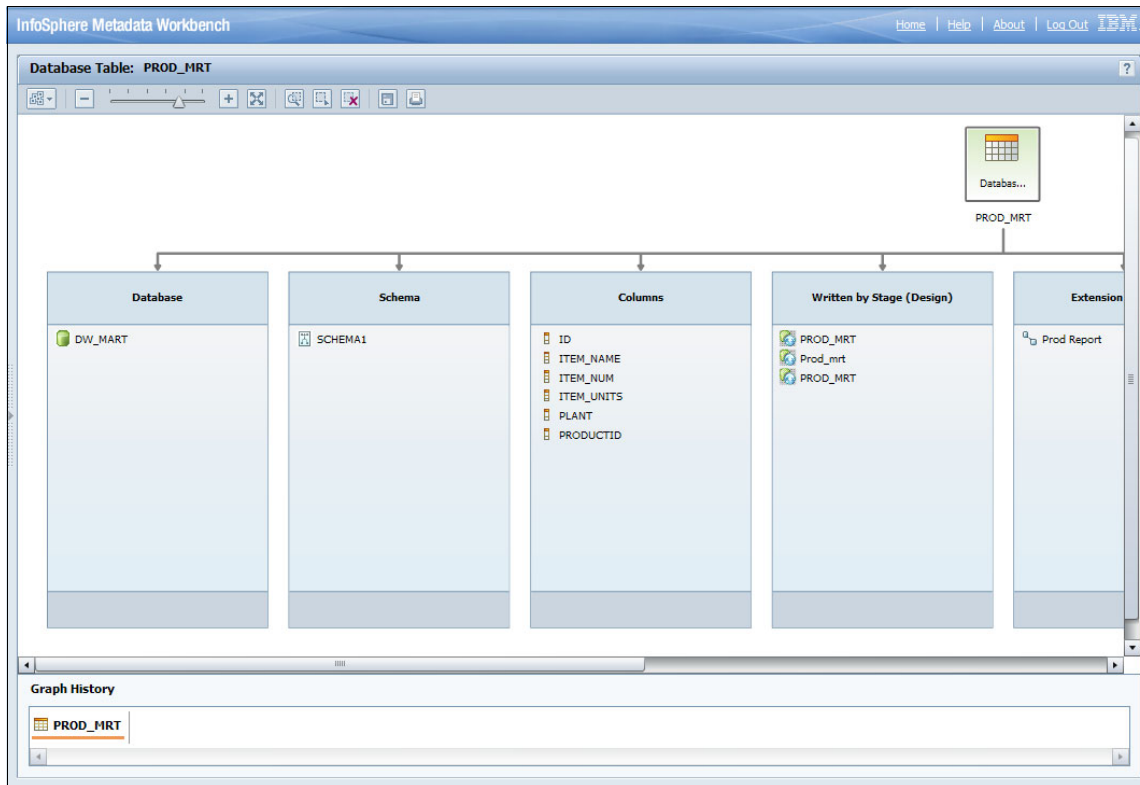 InfoSphere Metadata Workbench
Home | Help | About | Log Out IBM
Database Table: PROD_MRT
?
Databas...
PROD_MRT
Database
DW_MART
Schema
SCHEMA1
Columns
ID
ITEM_NAME
ITEM_NUM
ITEM_UNITS
PLANT
PRODUCTID
Written by Stage (Design)
PROD_MRT
Prod_mrt
PROD_MRT
Extension
Prod Report
Graph History
PROD_MRT